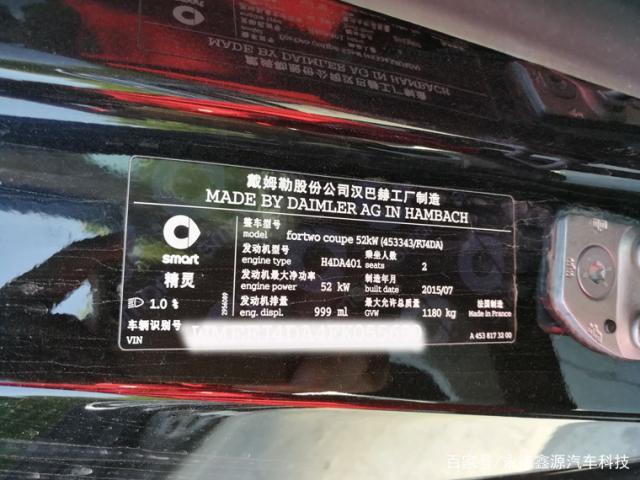 MADE BY DAIMLER AG IN HAMBACH
戴姆勒股份公司汉巴赫工厂制造
MADE BY DAIMLER AG IN HAMBACH
smart
精灵
1.0 %
整车型号
model fortwo coupe 52kW (453343/FJ4DA)
发动机型号 乘坐人数
engine type H4DA401 seats 2
发动机最大净功率 制造年月
engine power 52 kW built 2015/07
发动机排量 最大允许总质量 法国制造
eng. displ. 999 ml GVW 1180 kg Made in France
车辆识别号
VIN
A 453 817 32 00